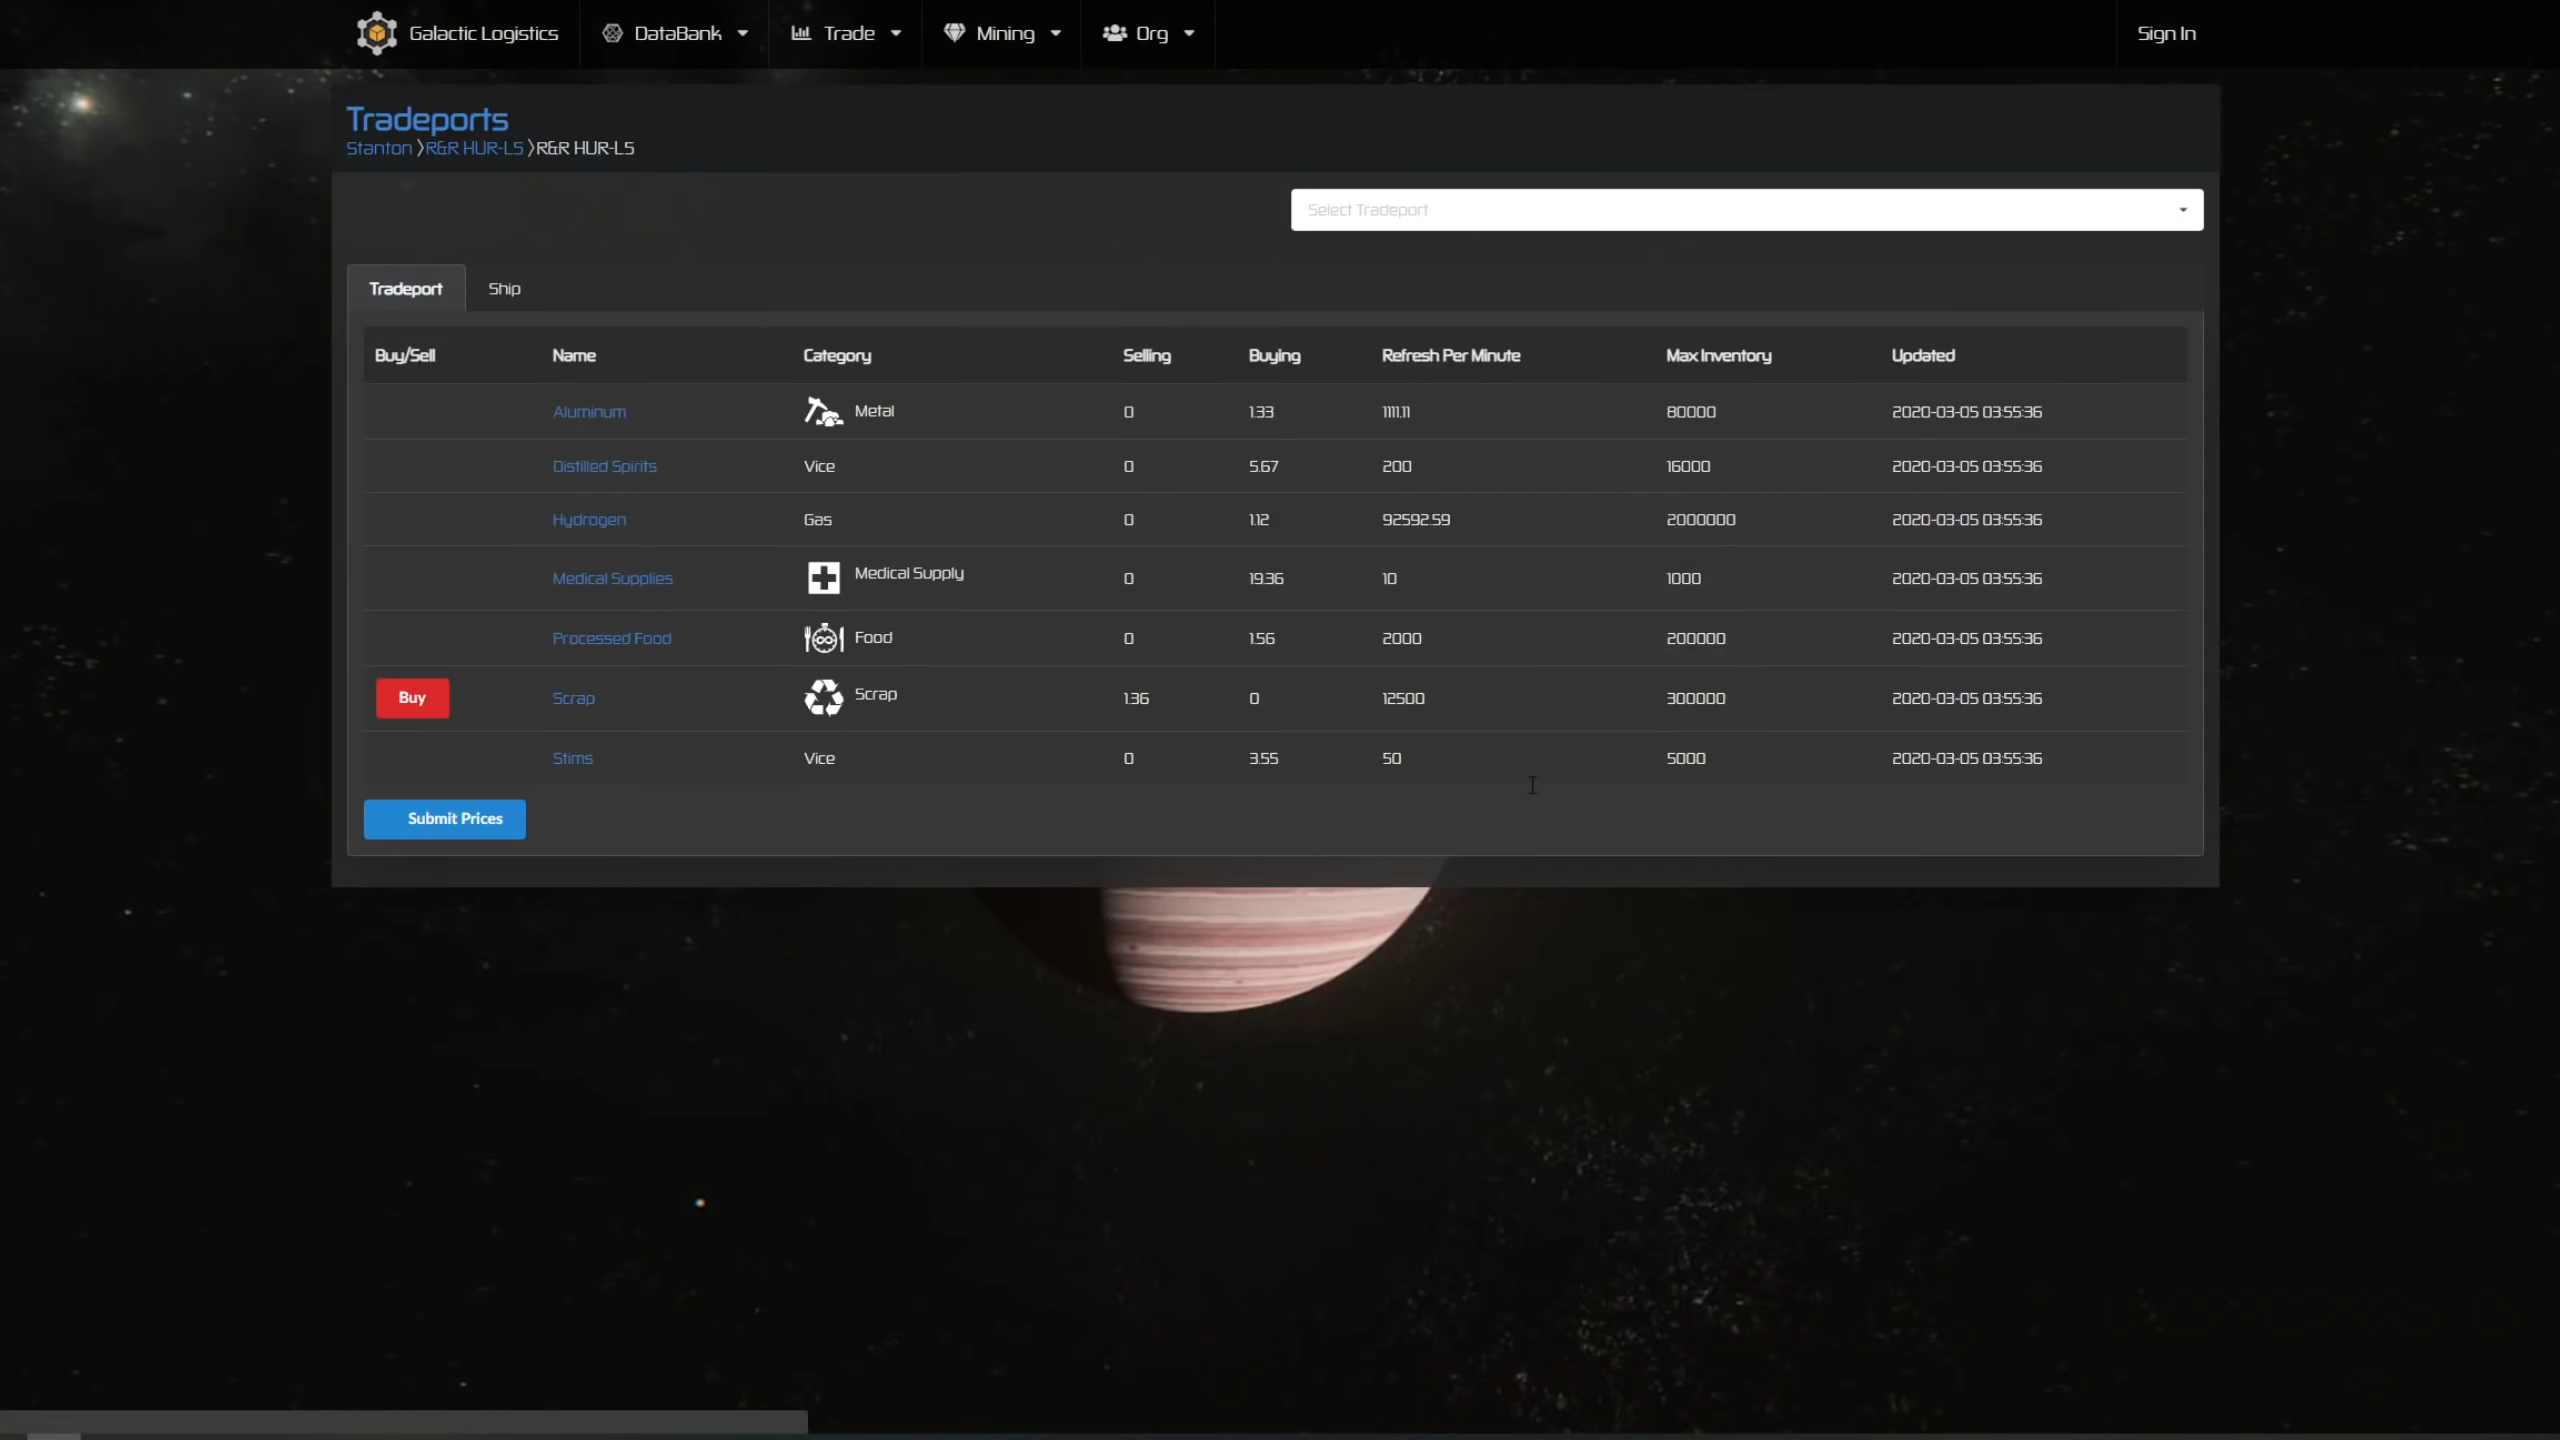 Galactic Logistics DataBank Trade Mining Org Sign In
Tradeports
Stanton 〉R&R HUR-L5 〉R&R HUR-L5
Select Tradeport
Tradeport Ship
Buy/Sell Name Category Selling Buying Refresh Per Minute Max Inventory Updated
Aluminum Metal 0 1.33 1111.11 80000 2020-03-05 03:55:36
Distilled Spirits Vice 0 5.67 200 16000 2020-03-05 03:55:36
Hydrogen Gas 0 1.12 92592.59 2000000 2020-03-05 03:55:36
Medical Supplies Medical Supply 0 19.36 10 1000 2020-03-05 03:55:36
Processed Food Food 0 1.56 2000 200000 2020-03-05 03:55:36
Buy Scrap Scrap 1.36 0 12500 300000 2020-03-05 03:55:36
Stims Vice 0 3.55 50 5000 2020-03-05 03:55:36
Submit Prices